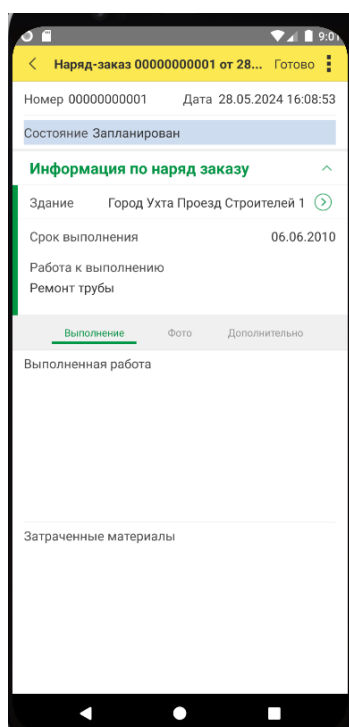 9:01
Наряд-заказ 00000000001 от 28... Готово
Номер 00000000001 Дата 28.05.2024 16:08:53
Состояние Запланирован
Информация по наряд заказу
Здание Город Ухта Проезд Строителей 1
Срок выполнения 06.06.2010
Работа к выполнению
Ремонт трубы
Выполнение Фото Дополнительно
Выполненная работа
Затраченные материалы